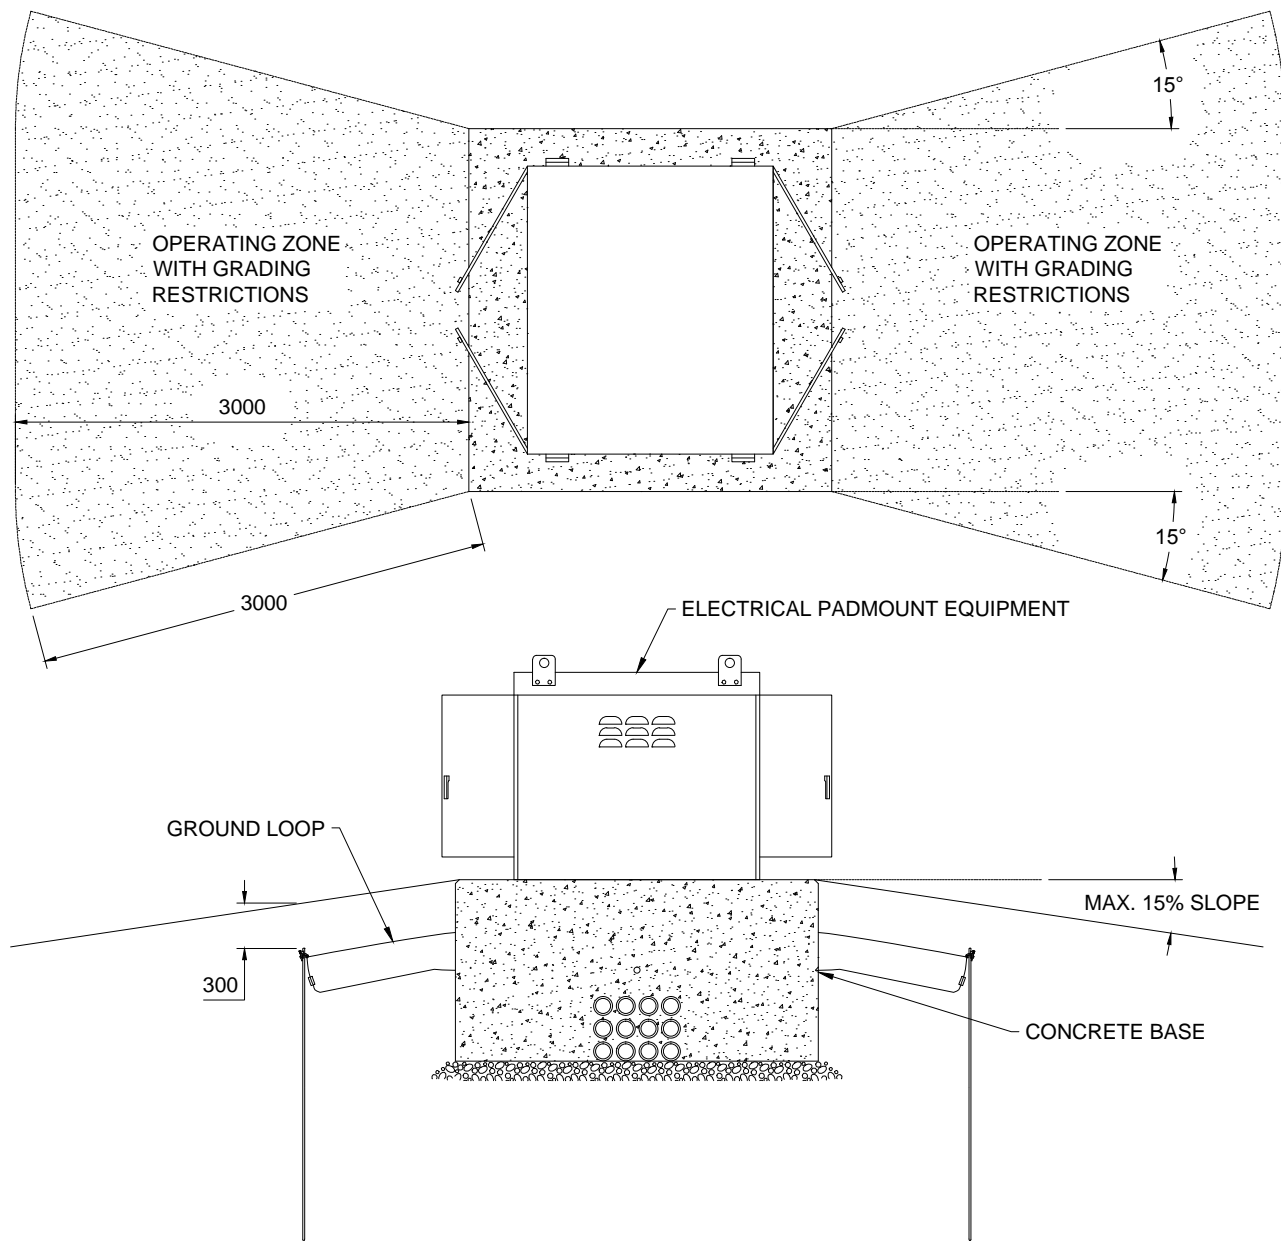 15°
OPERATING ZONE
WITH GRADING
RESTRICTIONS
OPERATING ZONE
WITH GRADING
RESTRICTIONS
3000
15°
3000
ELECTRICAL PADMOUNT EQUIPMENT
GROUND LOOP
MAX. 15% SLOPE
300
CONCRETE BASE